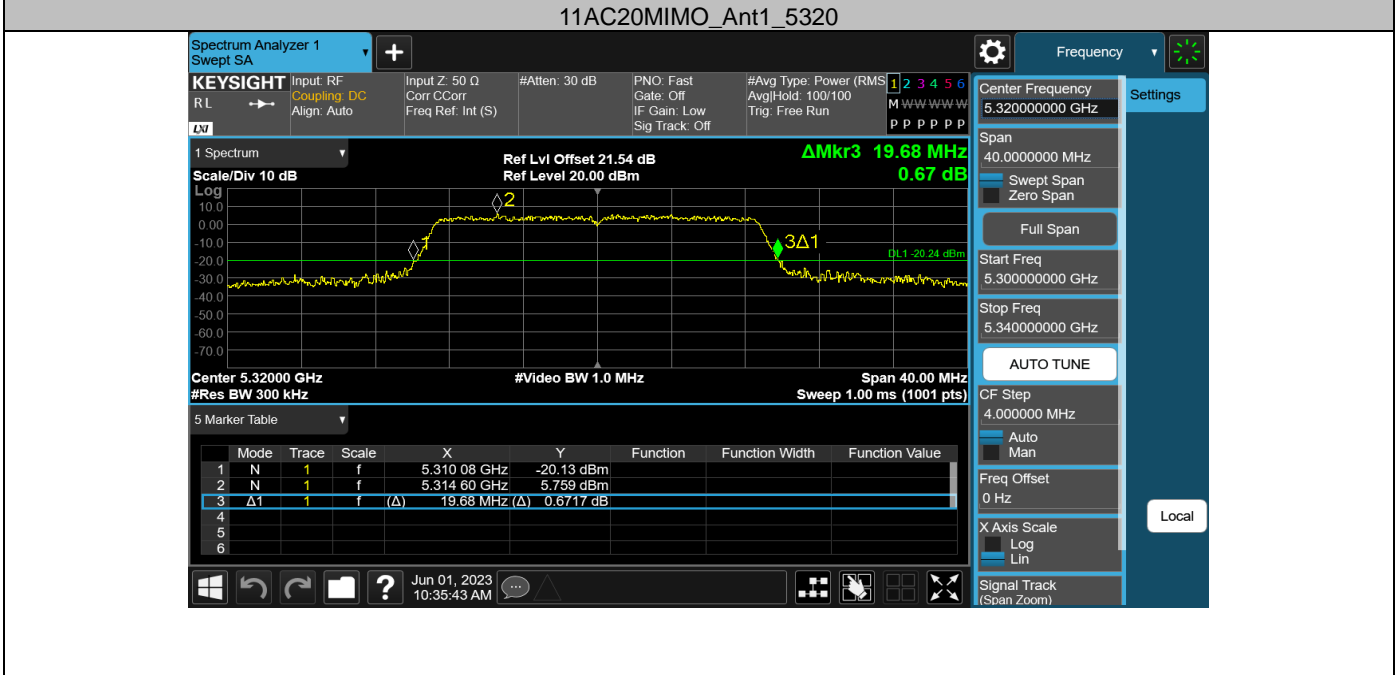 11AC20MIMO_Ant1_5320
Spectrum Analyzer 1
Swept SA
Frequency
KEYSIGHT
RL
LXI
Input: RF
Coupling: DC
Align: Auto
Input Z: 50 Ω
Corr CCorr
Freq Ref: Int (S)
#Atten: 30 dB
PNO: Fast
Gate: Off
IF Gain: Low
Sig Track: Off
#Avg Type: Power (RMS
Avg|Hold: 100/100
Trig: Free Run
1 2 3 4 5 6
M W W W W W
P P P P P P
1 Spectrum
Scale/Div 10 dB
Ref Lvl Offset 21.54 dB
Ref Level 20.00 dBm
ΔMkr3 19.68 MHz
0.67 dB
Log
10.0
0.00
-10.0
-20.0
-30.0
-40.0
-50.0
-60.0
-70.0
2
1
3Δ1
DL1 -20.24 dBm
Center 5.32000 GHz
#Video BW 1.0 MHz
Span 40.00 MHz
#Res BW 300 kHz
Sweep 1.00 ms (1001 pts)
5 Marker Table
Mode Trace Scale X Y Function Function Width Function Value
1 N 1 f 5.310 08 GHz -20.13 dBm
2 N 1 f 5.314 60 GHz 5.759 dBm
3 Δ1 1 f (Δ) 19.68 MHz (Δ) 0.6717 dB
4
5
6
?
Jun 01, 2023
10:35:43 AM
Center Frequency
5.320000000 GHz
Span
40.0000000 MHz
Swept Span
Zero Span
Full Span
Start Freq
5.300000000 GHz
Stop Freq
5.340000000 GHz
AUTO TUNE
CF Step
4.000000 MHz
Auto
Man
Freq Offset
0 Hz
X Axis Scale
Log
Lin
Signal Track
(Span Zoom)
Settings
Local